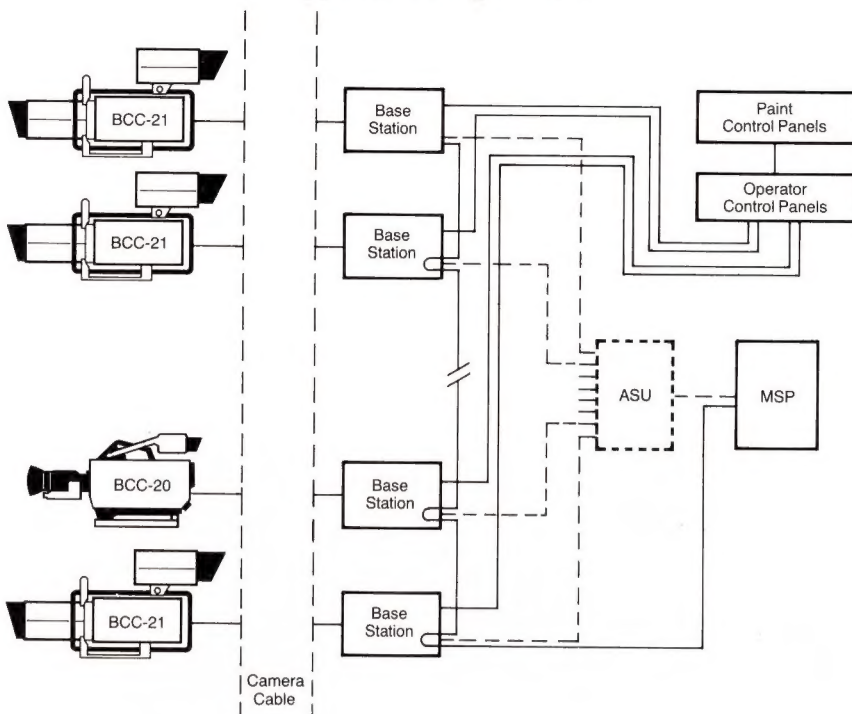 BCC-21
Base
Station
Paint
Control Panels
Operator
Control Panels
BCC-21
Base
Station
ASU
MSP
BCC-20
Base
Station
BCC-21
Base
Station
Camera
Cable